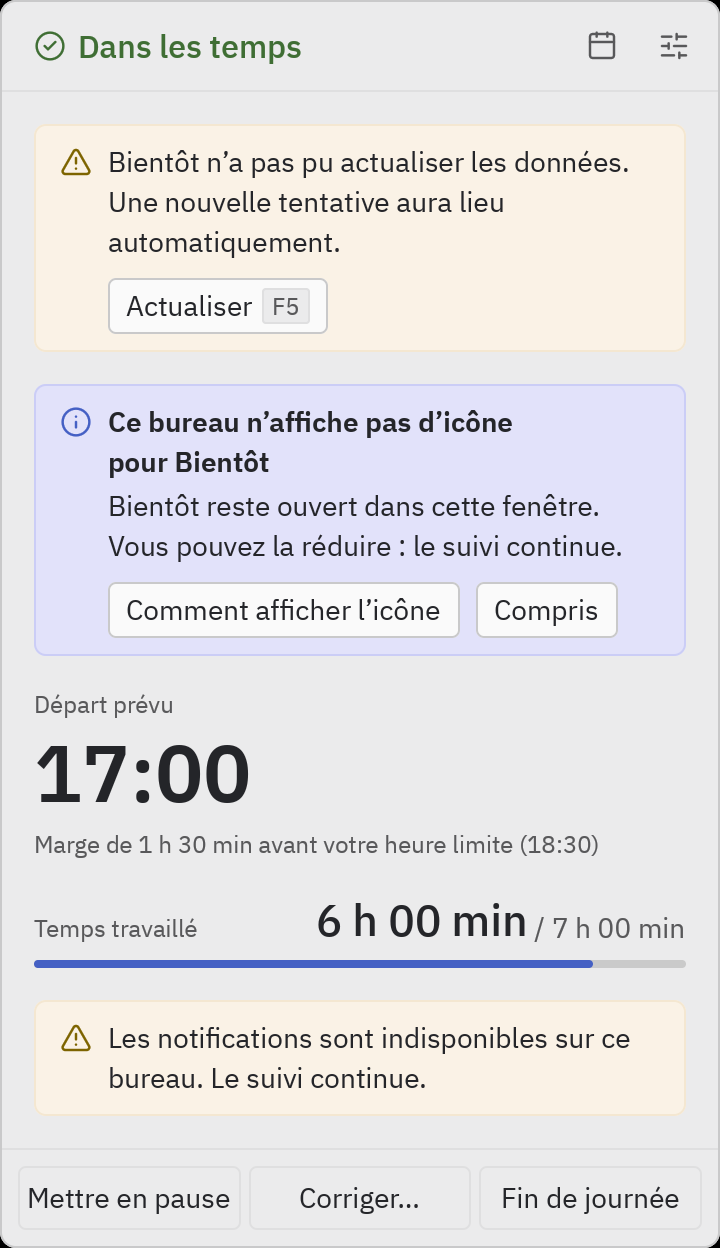 Dans les temps
Bientôt n’a pas pu actualiser les données.
Une nouvelle tentative aura lieu
automatiquement.
Actualiser F5
Ce bureau n’affiche pas d’icône
pour Bientôt
Bientôt reste ouvert dans cette fenêtre.
Vous pouvez la réduire : le suivi continue.
Comment afficher l’icône Compris
Départ prévu
17:00
Marge de 1 h 30 min avant votre heure limite (18:30)
Temps travaillé 6 h 00 min / 7 h 00 min
Les notifications sont indisponibles sur ce
bureau. Le suivi continue.
Mettre en pause Corriger… Fin de journée